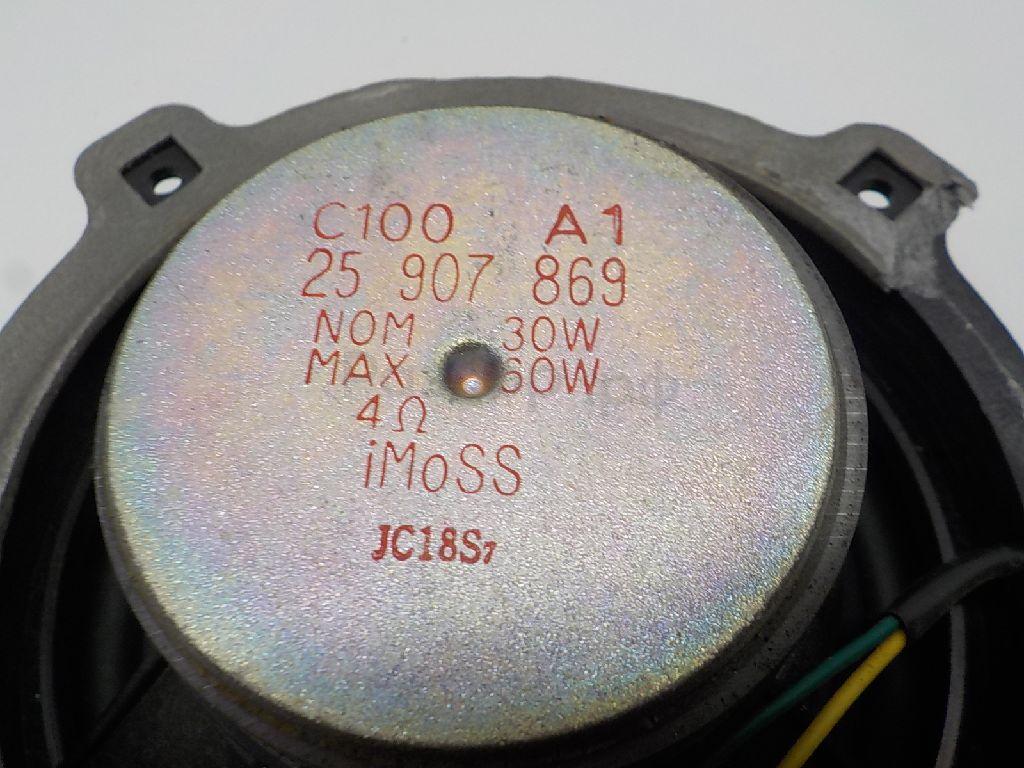 C100 A1
25 907 869
NOM 30W
MAX 60W
4Ω
iMoSS
JC18S7